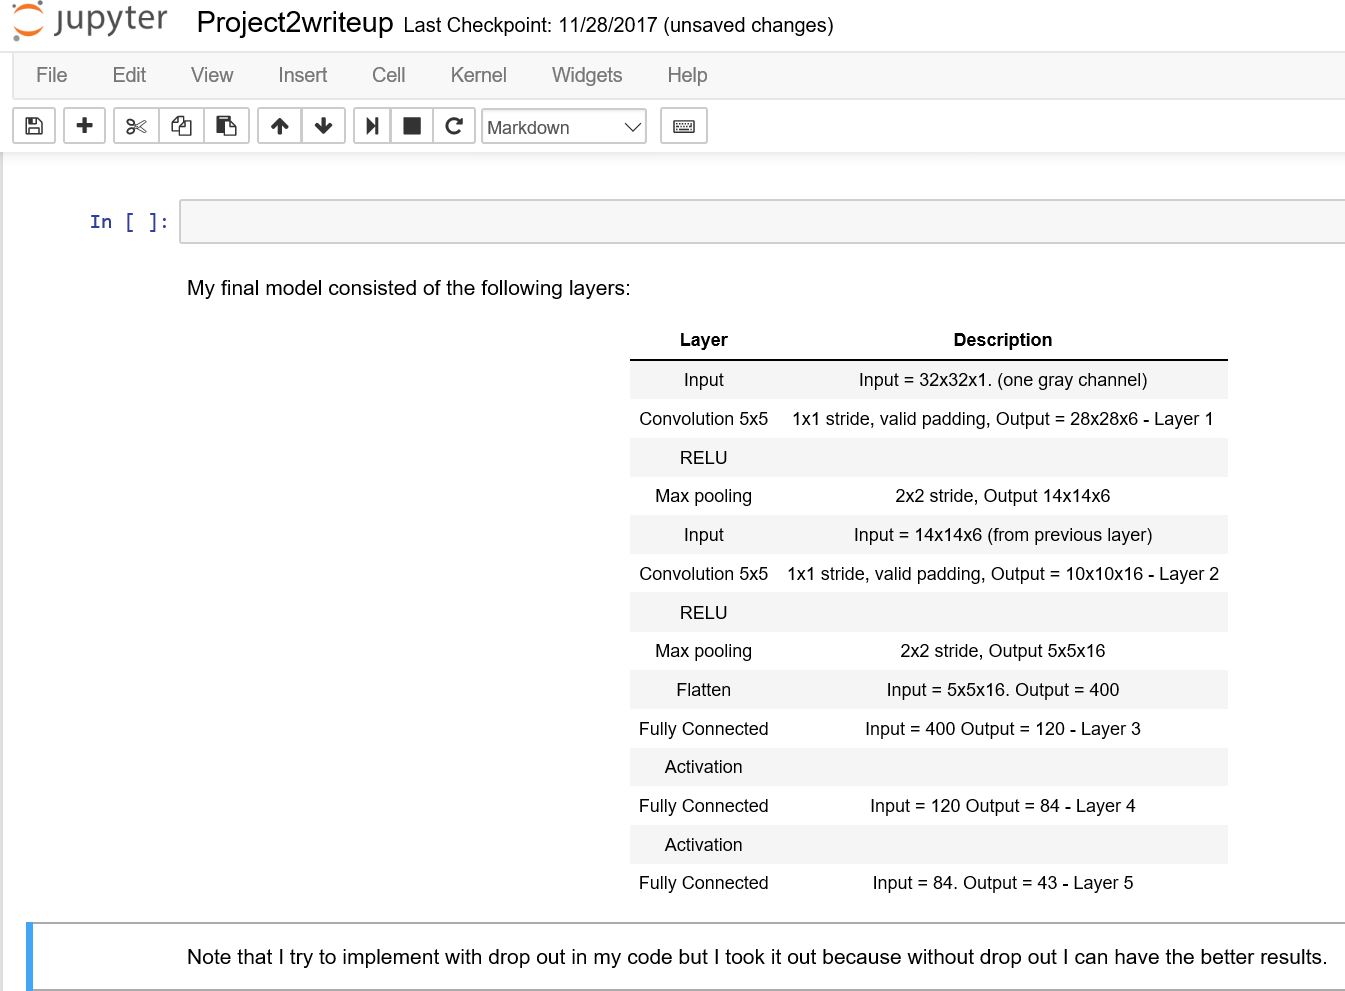 jupyter Project2writeup Last Checkpoint: 11/28/2017 (unsaved changes)
File Edit View Insert Cell Kernel Widgets Help
Markdown
In [ ]:
My final model consisted of the following layers:
Layer Description
Input Input = 32x32x1. (one gray channel)
Convolution 5x5 1x1 stride, valid padding, Output = 28x28x6 - Layer 1
RELU
Max pooling 2x2 stride, Output 14x14x6
Input Input = 14x14x6 (from previous layer)
Convolution 5x5 1x1 stride, valid padding, Output = 10x10x16 - Layer 2
RELU
Max pooling 2x2 stride, Output 5x5x16
Flatten Input = 5x5x16. Output = 400
Fully Connected Input = 400 Output = 120 - Layer 3
Activation
Fully Connected Input = 120 Output = 84 - Layer 4
Activation
Fully Connected Input = 84. Output = 43 - Layer 5
Note that I try to implement with drop out in my code but I took it out because without drop out I can have the better results.